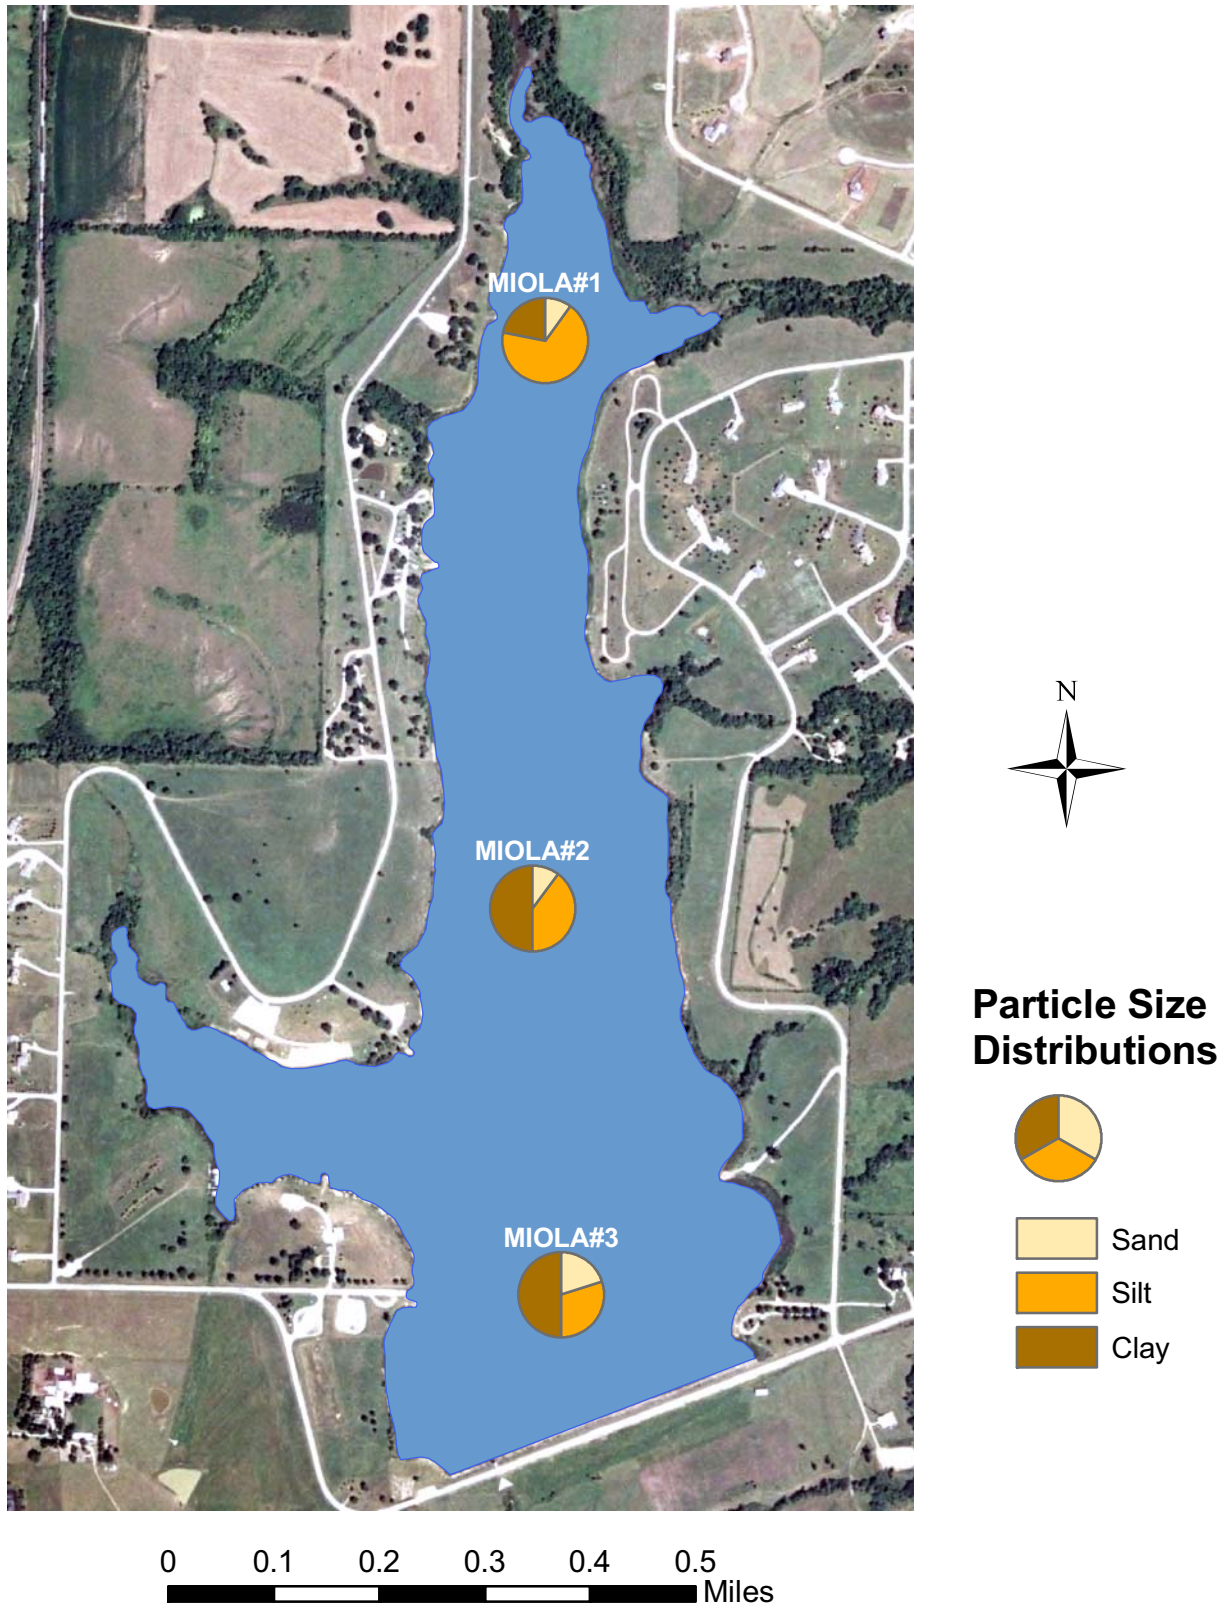 MIOLA#1
N
MIOLA#2
Particle Size
Distributions
MIOLA#3
Sand
Silt
Clay
0 0.1 0.2 0.3 0.4 0.5
Miles